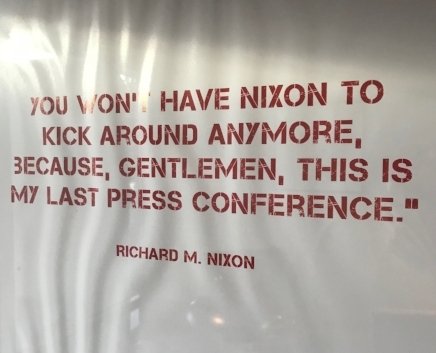 YOU WON'T HAVE NIXON TO
KICK AROUND ANYMORE,
BECAUSE, GENTLEMEN, THIS IS
MY LAST PRESS CONFERENCE."
RICHARD M. NIXON